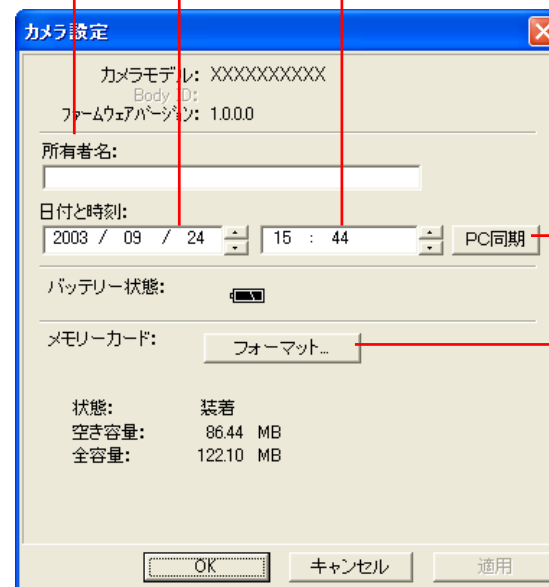 カメラ設定
カメラモデル: XXXXXXXXXX
Body ID:
ファームウェアバージョン: 1.0.0.0
所有者名:
日付と時刻:
2003 / 09 / 24 15 : 44 PC同期
バッテリー状態:
メモリーカード: フォーマット...
状態: 装着
空き容量: 86.44 MB
全容量: 122.10 MB
OK キャンセル 適用